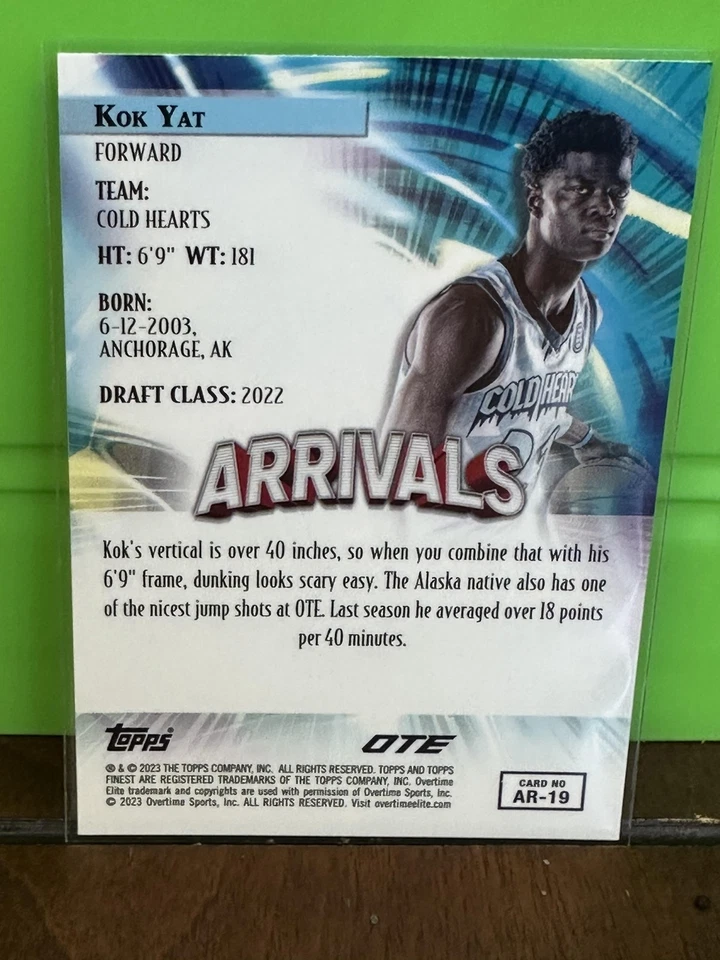 KOK YAT
FORWARD
TEAM:
COLD HEARTS
HT: 6'9" WT: 181
BORN:
6-12-2003,
ANCHORAGE, AK
DRAFT CLASS: 2022
COLD HEAR
ARRIVALS
Kok's vertical is over 40 inches, so when you combine that with his
6'9" frame, dunking looks scary easy. The Alaska native also has one
of the nicest jump shots at OTE. Last season he averaged over 18 points
per 40 minutes.
Topps®
OTE
® & © 2023 THE TOPPS COMPANY, INC. ALL RIGHTS RESERVED. TOPPS AND TOPPS
FINEST ARE REGISTERED TRADEMARKS OF THE TOPPS COMPANY, INC. Overtime
Elite trademark and copyrights are used with permission of Overtime Sports, Inc.
© 2023 Overtime Sports, Inc. ALL RIGHTS RESERVED. Visit overtimeelite.com
CARD NO
AR-19